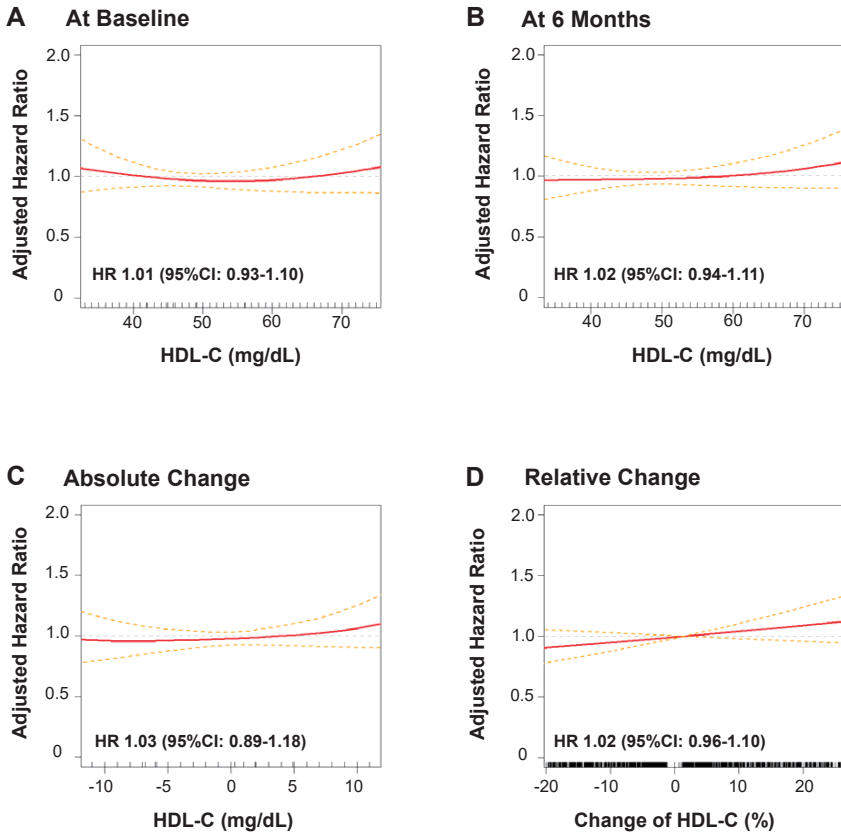 A At Baseline
Adjusted Hazard Ratio
2.0
1.5
1.0
0.5
0
HR 1.01 (95%CI: 0.93-1.10)
40 50 60 70
HDL-C (mg/dL)
B At 6 Months
Adjusted Hazard Ratio
2.0
1.5
1.0
0.5
0
HR 1.02 (95%CI: 0.94-1.11)
40 50 60 70
HDL-C (mg/dL)
C Absolute Change
Adjusted Hazard Ratio
2.0
1.5
1.0
0.5
0
HR 1.03 (95%CI: 0.89-1.18)
-10 -5 0 5 10
HDL-C (mg/dL)
D Relative Change
Adjusted Hazard Ratio
2.0
1.5
1.0
0.5
0
HR 1.02 (95%CI: 0.96-1.10)
-20 -10 0 10 20
Change of HDL-C (%)